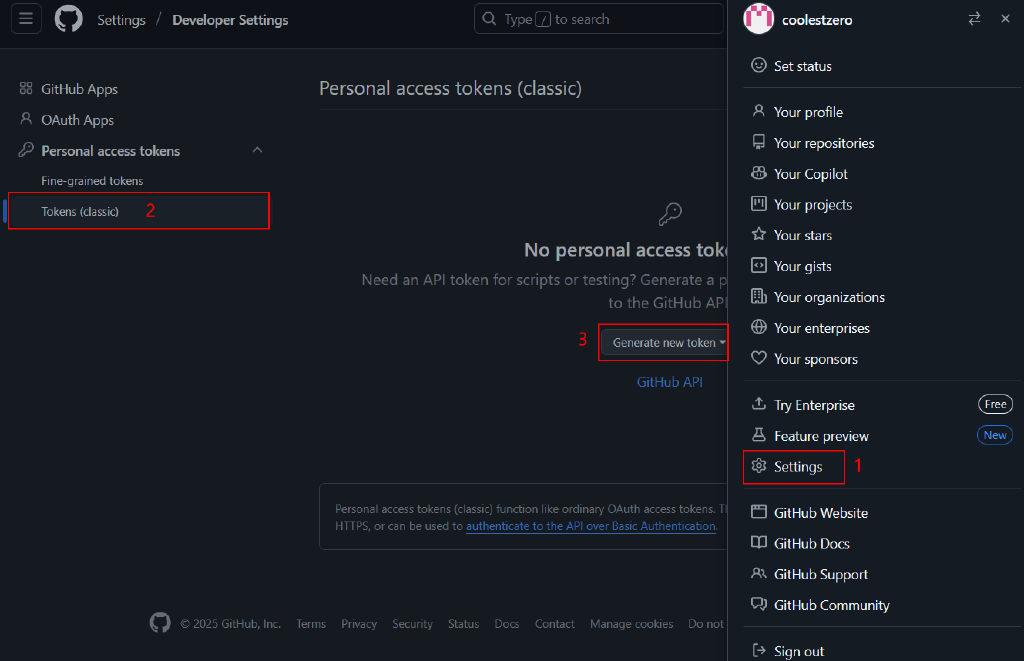 Settings / Developer Settings
Type / to search
GitHub Apps
OAuth Apps
Personal access tokens
Fine-grained tokens
Tokens (classic) 2
Personal access tokens (classic)
No personal access toke
Need an API token for scripts or testing? Generate a p
to the GitHub API
3 Generate new token
GitHub API
Personal access tokens (classic) function like ordinary OAuth access tokens. Th
HTTPS, or can be used to authenticate to the API over Basic Authentication.
© 2025 GitHub, Inc. Terms Privacy Security Status Docs Contact Manage cookies Do not
coolestzero
Set status
Your profile
Your repositories
Your Copilot
Your projects
Your stars
Your gists
Your organizations
Your enterprises
Your sponsors
Try Enterprise Free
Feature preview New
Settings 1
GitHub Website
GitHub Docs
GitHub Support
GitHub Community
Sign out